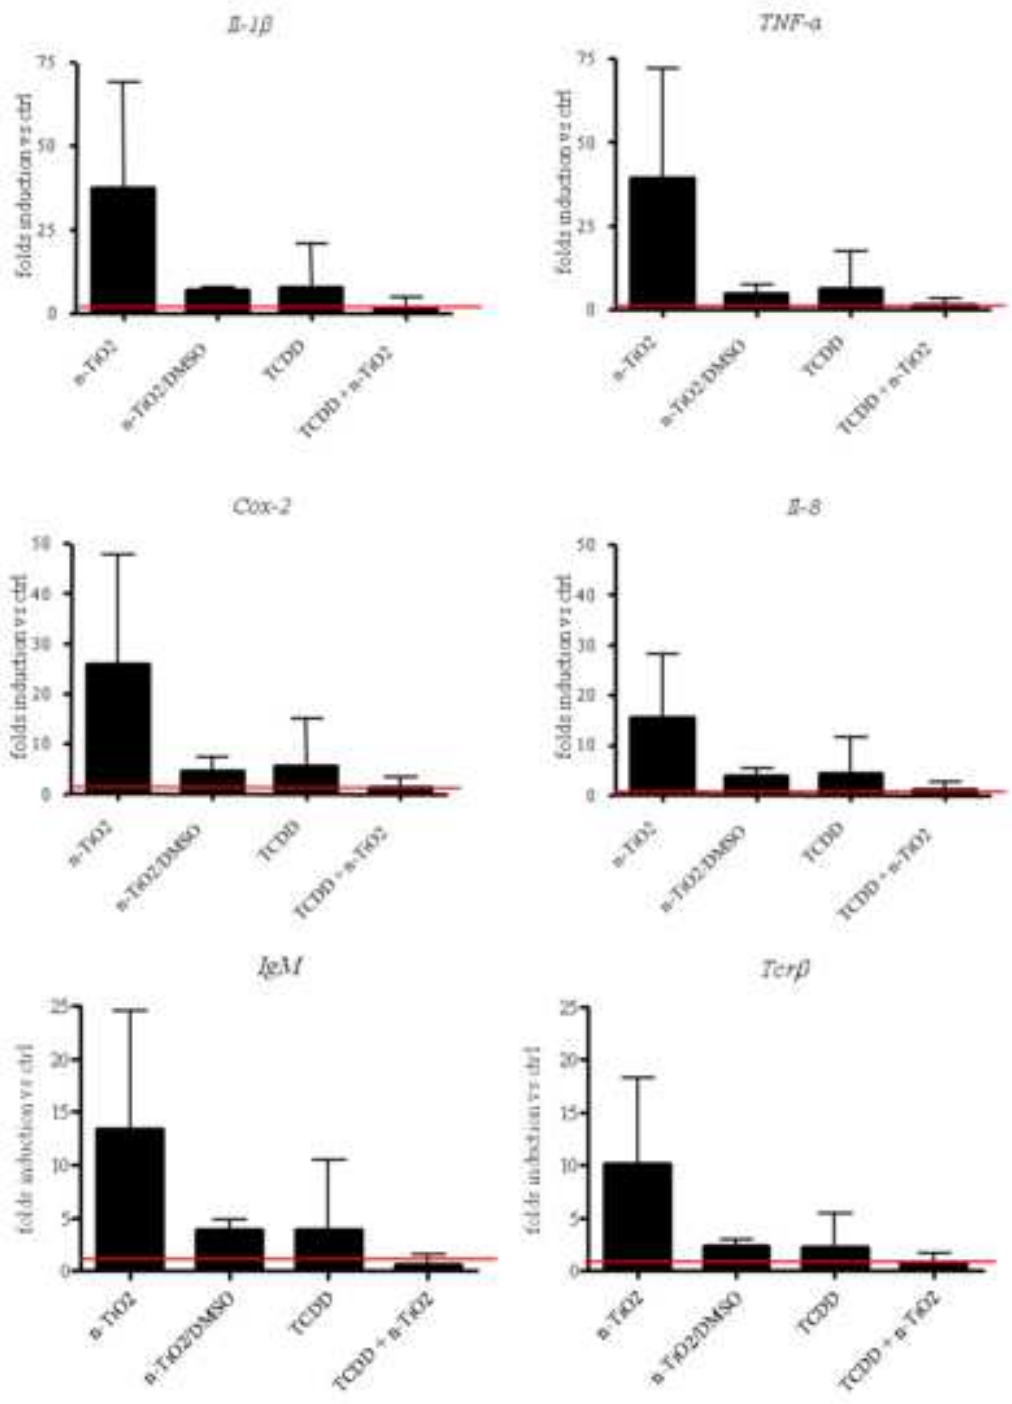 Il-1β
folds induction vs ctrl
75
50
25
0
n-TiO2
n-TiO2/DMSO
TCDD
TCDD + n-TiO2
TNF-α
folds induction vs ctrl
75
50
25
0
n-TiO2
n-TiO2/DMSO
TCDD
TCDD + n-TiO2
Cox-2
folds induction vs ctrl
50
40
30
20
10
0
n-TiO2
n-TiO2/DMSO
TCDD
TCDD + n-TiO2
Il-8
folds induction vs ctrl
50
40
30
20
10
0
n-TiO2
n-TiO2/DMSO
TCDD
TCDD + n-TiO2
IgM
folds induction vs ctrl
25
20
15
10
5
0
n-TiO2
n-TiO2/DMSO
TCDD
TCDD + n-TiO2
Tcrβ
folds induction vs ctrl
25
20
15
10
5
0
n-TiO2
n-TiO2/DMSO
TCDD
TCDD + n-TiO2